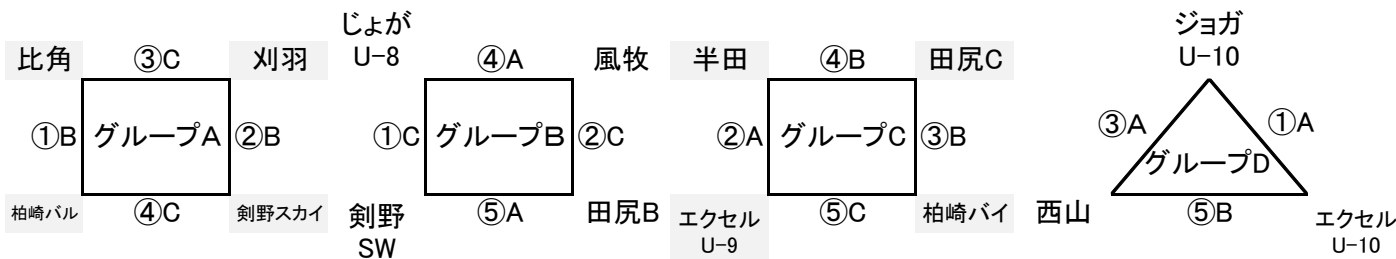 比角
③C
刈羽
①B
グループA
②B
柏崎バル
④C
剣野スカイ
じょが
U-8
④A
風牧
①C
グループB
②C
剣野
SW
⑤A
田尻B
半田
④B
田尻C
②A
グループC
③B
エクセル
U-9
⑤C
柏崎バイ
ジョガ
U-10
③A
①A
グループD
西山
⑤B
エクセル
U-10